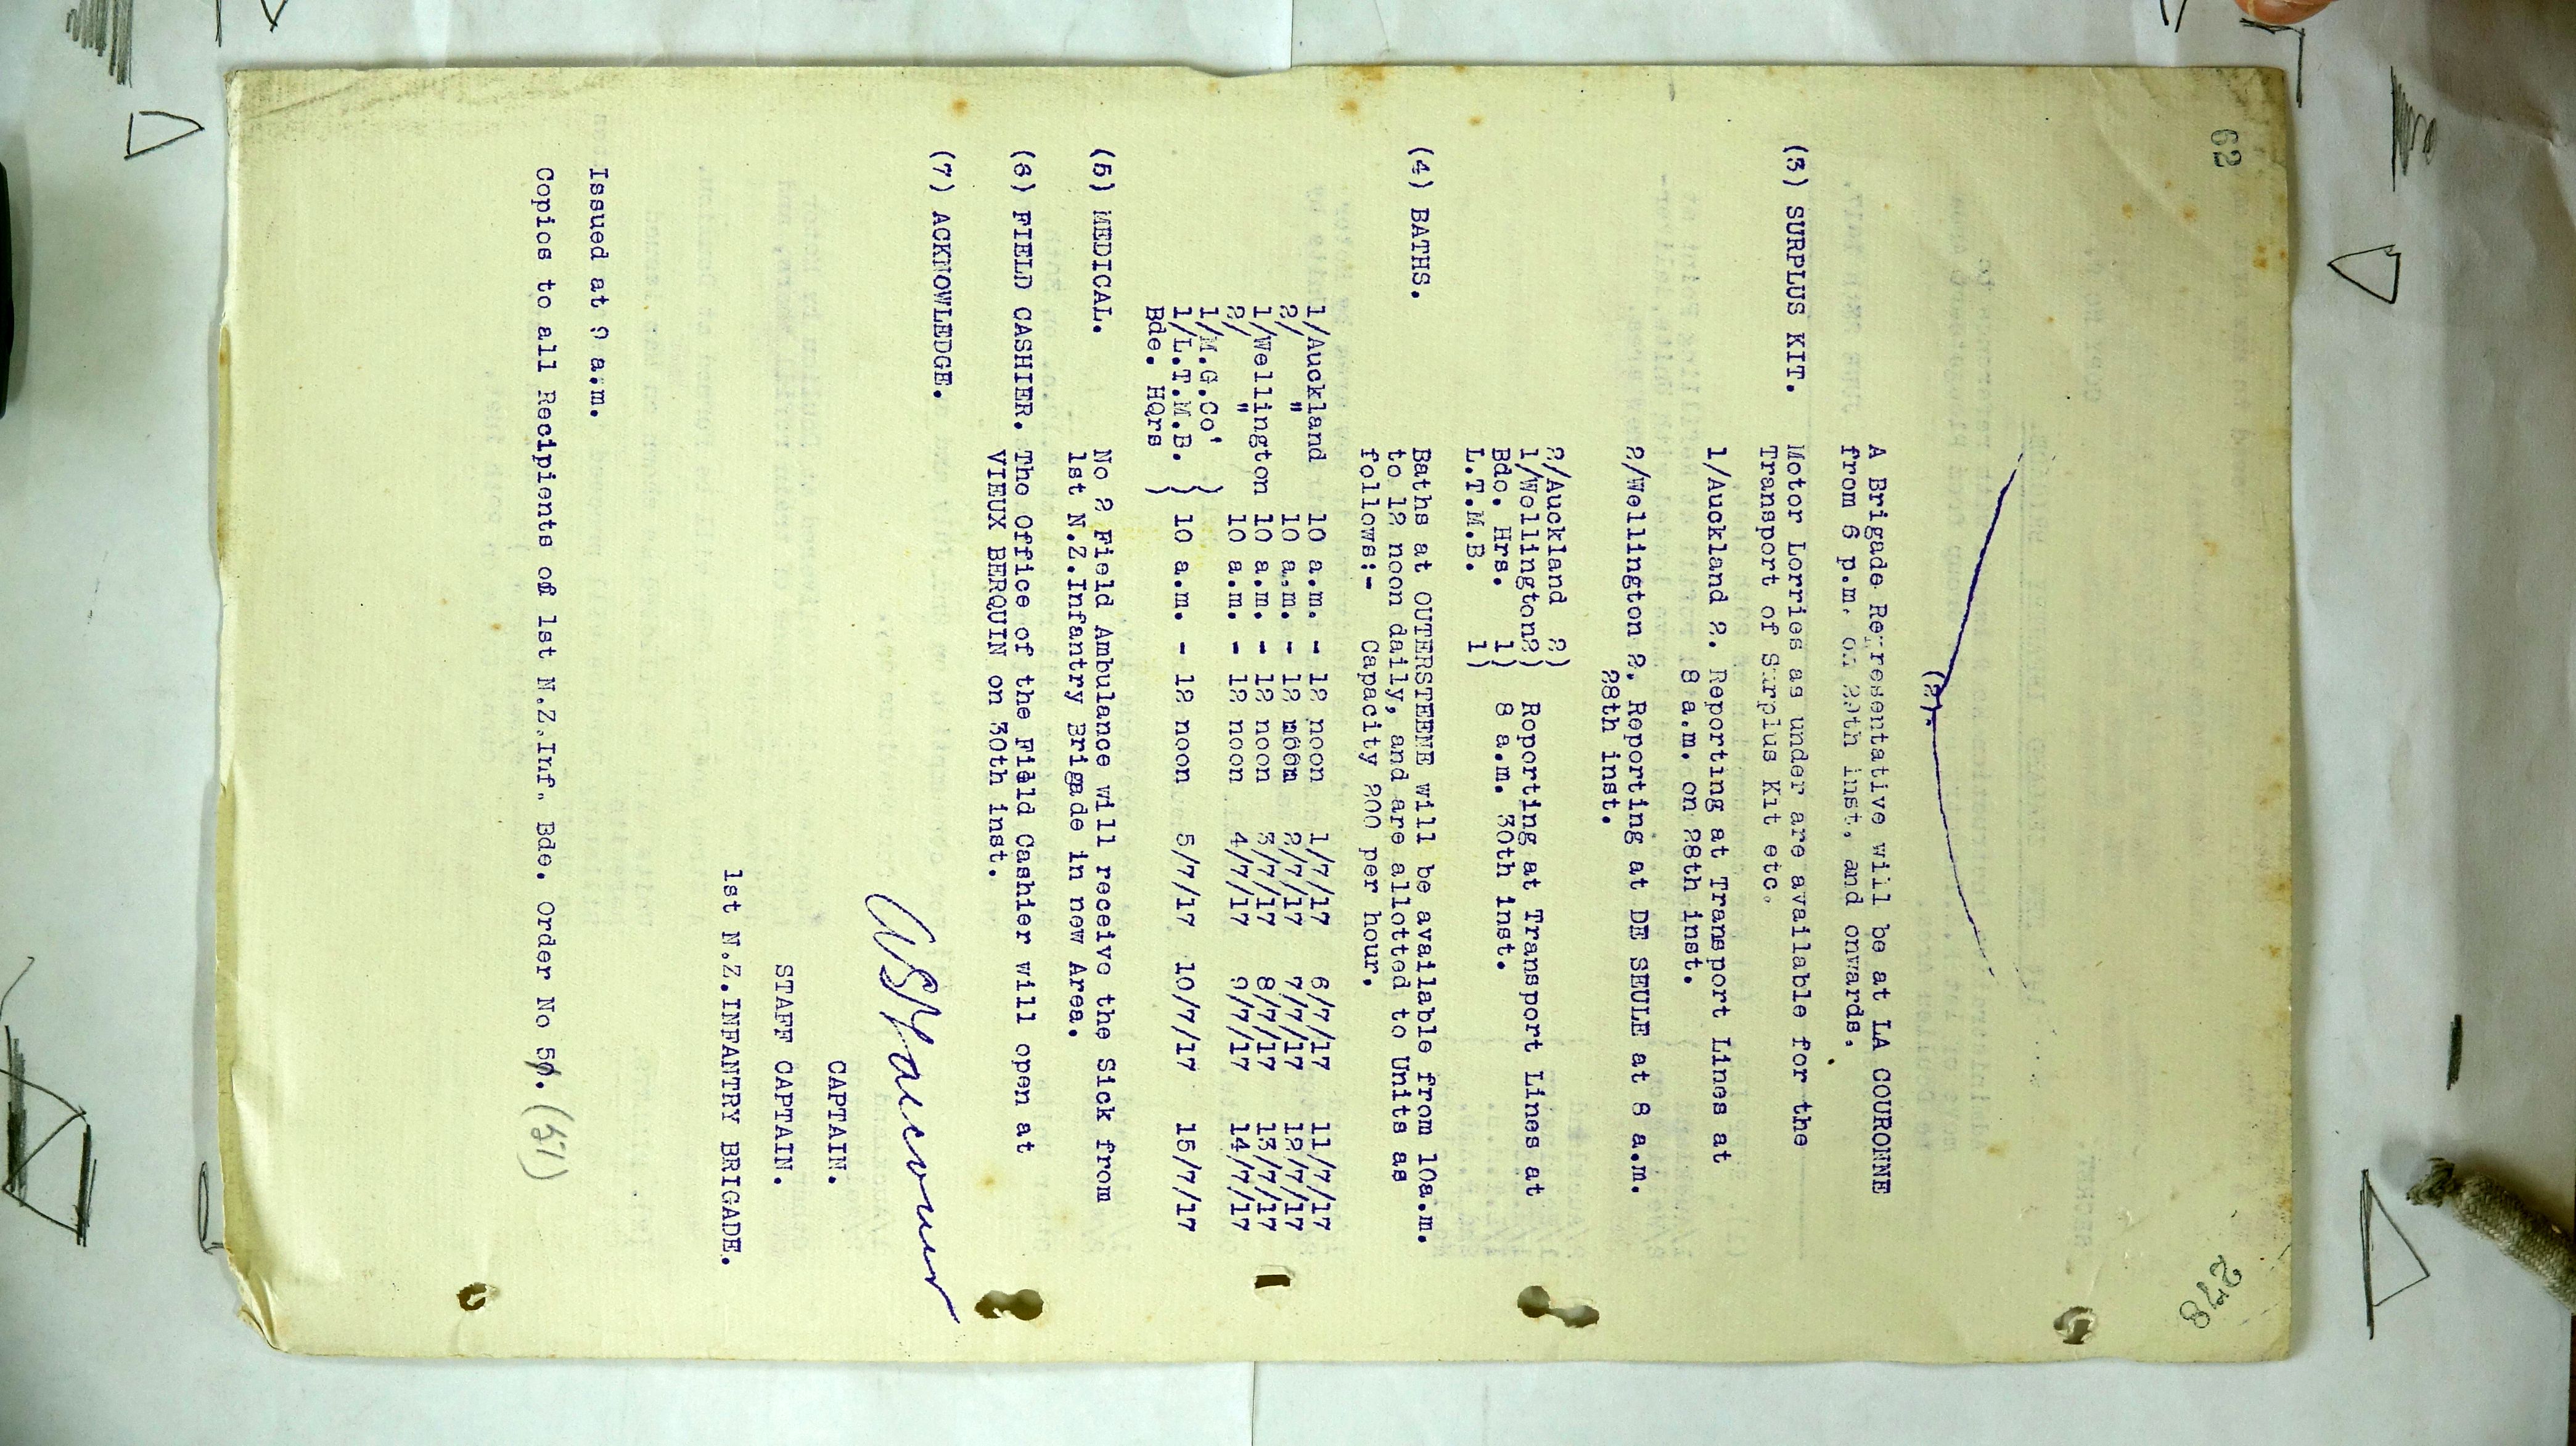 62
278
(2).
A Brigade Representative will be at LA COURONNE
from 6 p.m. on 29th inst, and onwards.
(3) SURPLUS KIT. Motor Lorries as under are available for the
Transport of Surplus Kit etc.
1/Auckland 2. Reporting at Transport Lines at
8 a.m. on 28th inst.
2/Wellington 2. Reporting at DE SEULE at 8 a.m.
28th inst.
2/Auckland 2)
1/Wellington2) Reporting at Transport Lines at
Bde. Hrs. 1) 8 a.m. 30th inst.
L.T.M.B. 1)
(4) BATHS. Baths at OUTERSTEENE will be available from 10a.m.
to 12 noon daily, and are allotted to Units as
follows:- Capacity 200 per hour.
1/Auckland 10 a.m. - 12 noon 1/7/17 6/7/17 11/7/17
2/ " 10 a.m. - 12 noom 2/7/17 7/7/17 12/7/17
1/Wellington 10 a.m. - 12 noon 3/7/17 8/7/17 13/7/17
2/ " 10 a.m. - 12 noon 4/7/17 9/7/17 14/7/17
1/M.G.Co' )
1/L.T.M.B. ) 10 a.m. - 12 noon 5/7/17 10/7/17 15/7/17
Bde. HQrs )
(5) MEDICAL. No 2 Field Ambulance will receive the Sick from
1st N.Z.Infantry Brigade in new Area.
(6) FIELD CASHIER. The Office of the Field Cashier will open at
VIEUX BERQUIN on 30th inst.
(7) ACKNOWLEDGE.
CAPTAIN.
STAFF CAPTAIN.
1st N.Z.INFANTRY BRIGADE.
Issued at 9 a.m.
Copies to all Recipients of 1st N.Z.Inf. Bde. Order No 50. (51)